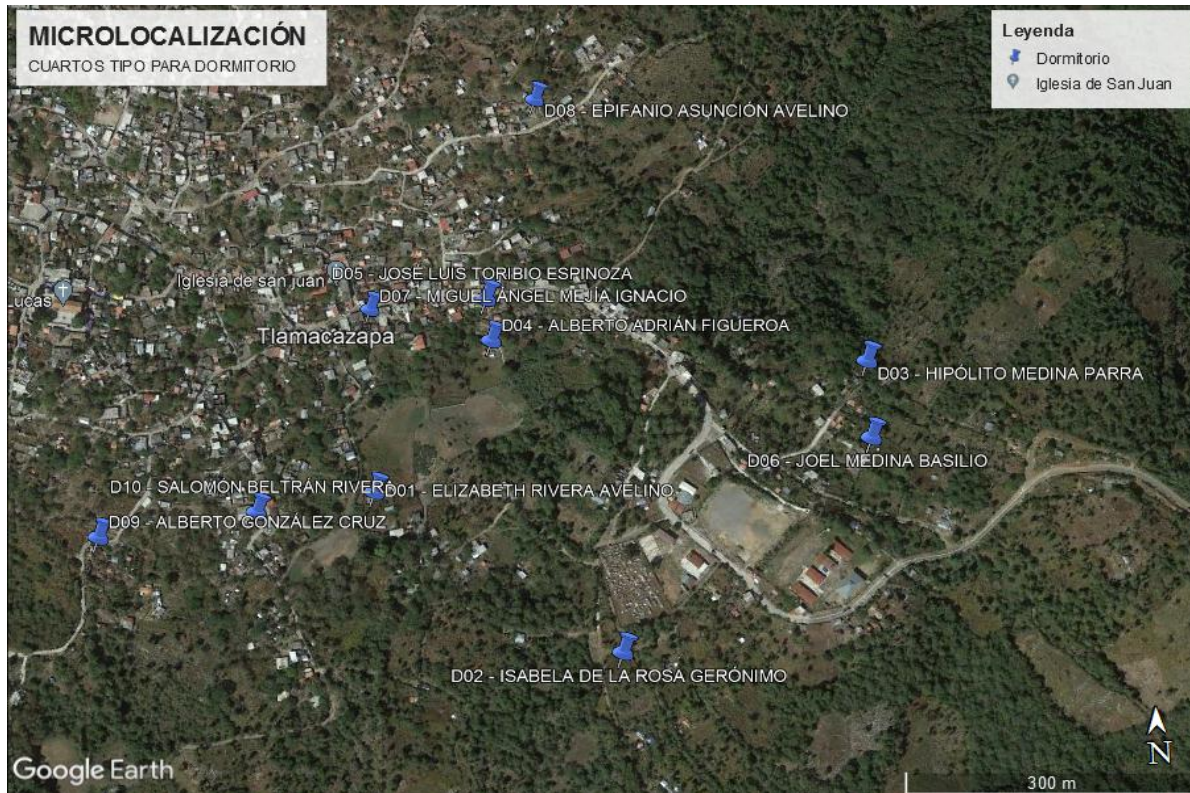 MICROLOCALIZACIÓN
CUARTOS TIPO PARA DORMITORIO
Leyenda
Dormitorio
Iglesia de San Juan
D08 - EPIFANIO ASUNCIÓN AVELINO
D05 - JOSÉ LUIS TORIBIO ESPINOZA
Iglesia de san juan
Lucas
D07 - MIGUEL ÁNGEL MEJÍA IGNACIO
D04 - ALBERTO ADRIÁN FIGUEROA
Tlamacazapa
D03 - HIPÓLITO MEDINA PARRA
D06 - JOEL MEDINA BASILIO
D10 - SALOMÓN BELTRÁN RIVER
D01 - ELIZABETH RIVERA AVELINO
D09 - ALBERTO GONZÁLEZ CRUZ
D02 - ISABELA DE LA ROSA GERÓNIMO
N
Google Earth
300 m